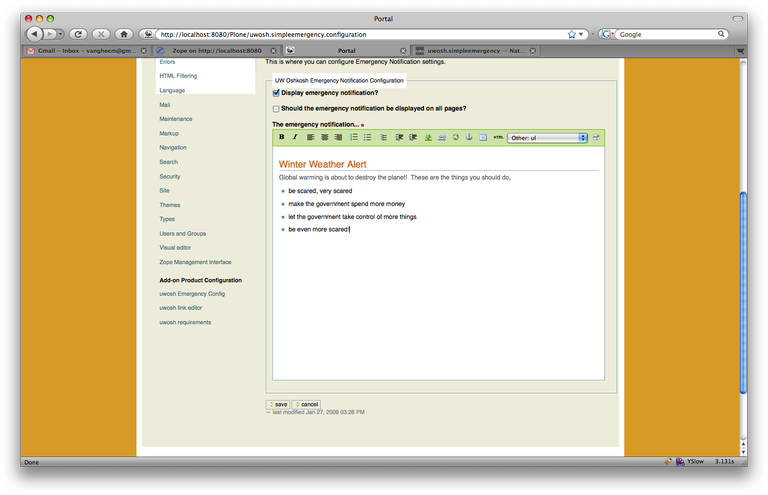 Portal
http://localhost:8080/Plone/uwosh.simpleemergency.configuration
Google
Gmail - Inbox - vangheem@gm...
Zope on http://localhost:8080
Portal
uwosh.simpleemergency — Nat...
Errors
HTML Filtering
Language
Mail
Maintenance
Markup
Navigation
Search
Security
Site
Themes
Types
Users and Groups
Visual editor
Zope Management Interface
Add-on Product Configuration
uwosh Emergency Config
uwosh link editor
uwosh requirements
This is where you can configure Emergency Notification settings.
UW Oshkosh Emergency Notification Configuration
Display emergency notification?
Should the emergency notification be displayed on all pages?
The emergency notification...
B I HTML Other: ul
Winter Weather Alert
Global warming is about to destroy the planet! These are the things you should do,
be scared, very scared
make the government spend more money
let the government take control of more things
be even more scared!
save cancel
— last modified Jan 27, 2009 03:28 PM
Done
YSlow 3.131s